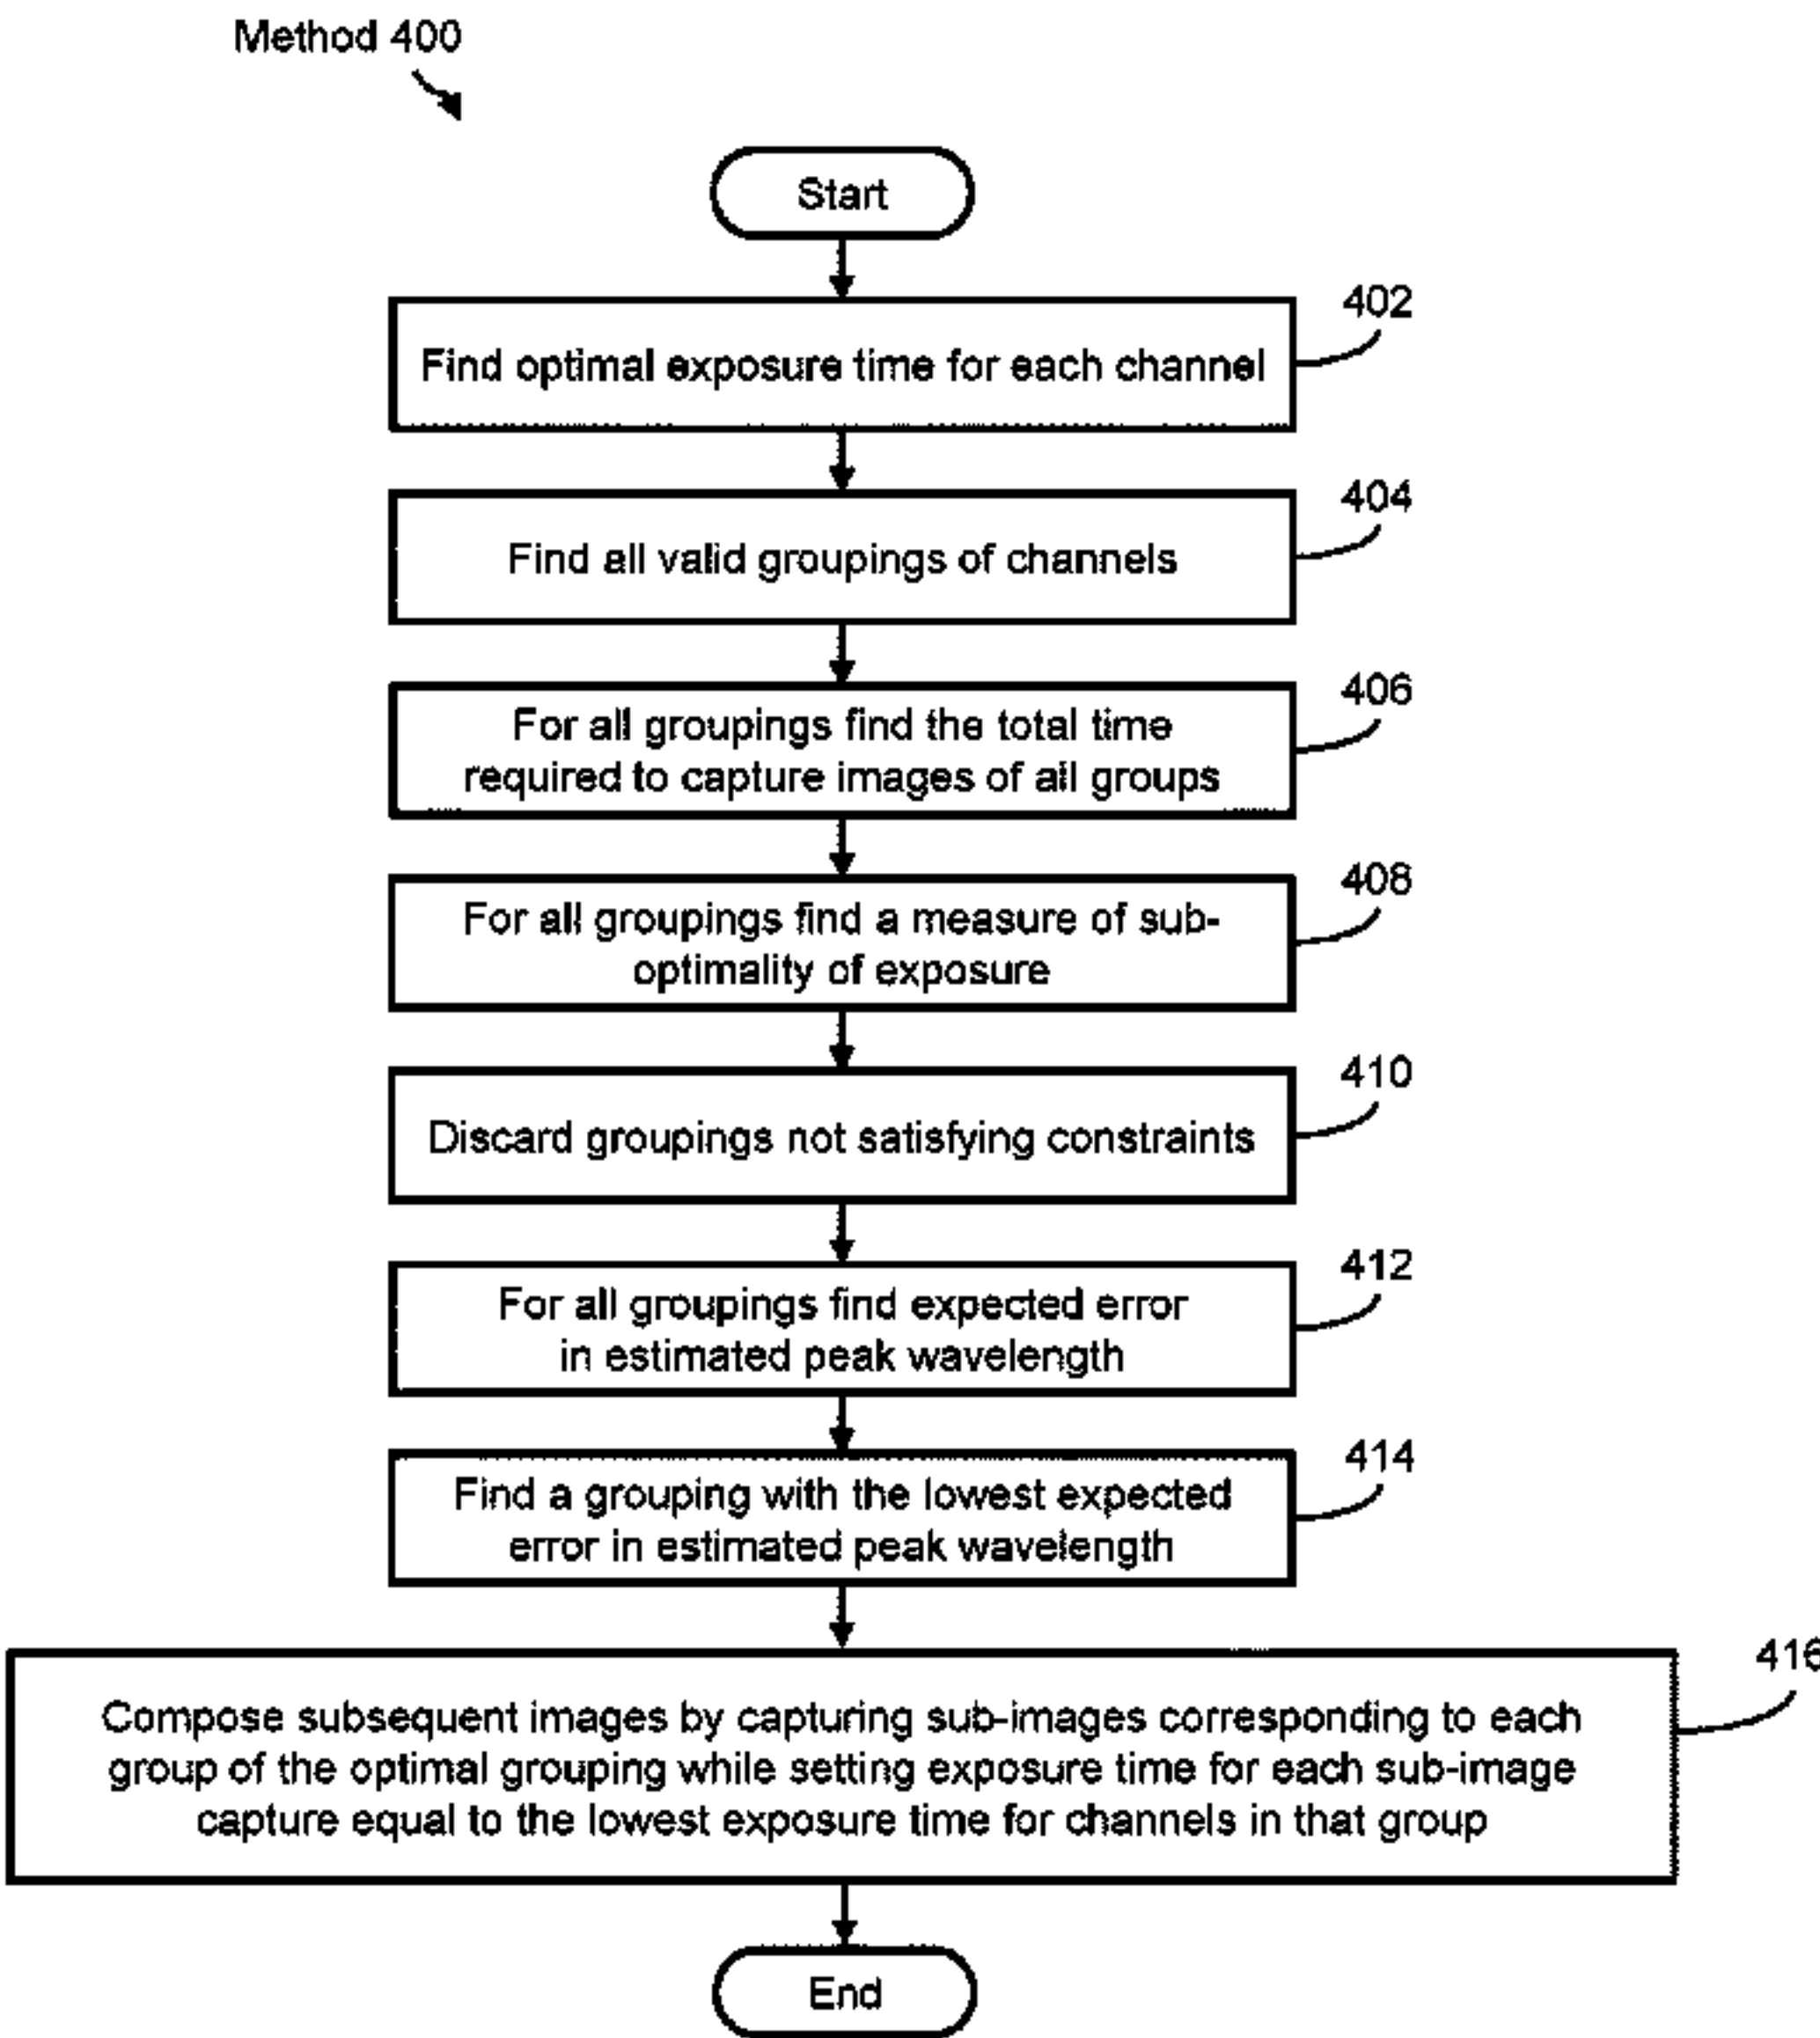 Method 400
Start
402
Find optimal exposure time for each channel
404
Find all valid groupings of channels
406
For all groupings find the total time
required to capture images of all groups
408
For all groupings find a measure of sub-
optimality of exposure
410
Discard groupings not satisfying constraints
412
For all groupings find expected error
in estimated peak wavelength
414
Find a grouping with the lowest expected
error in estimated peak wavelength
416
Compose subsequent images by capturing sub-images corresponding to each
group of the optimal grouping while setting exposure time for each sub-image
capture equal to the lowest exposure time for channels in that group
End